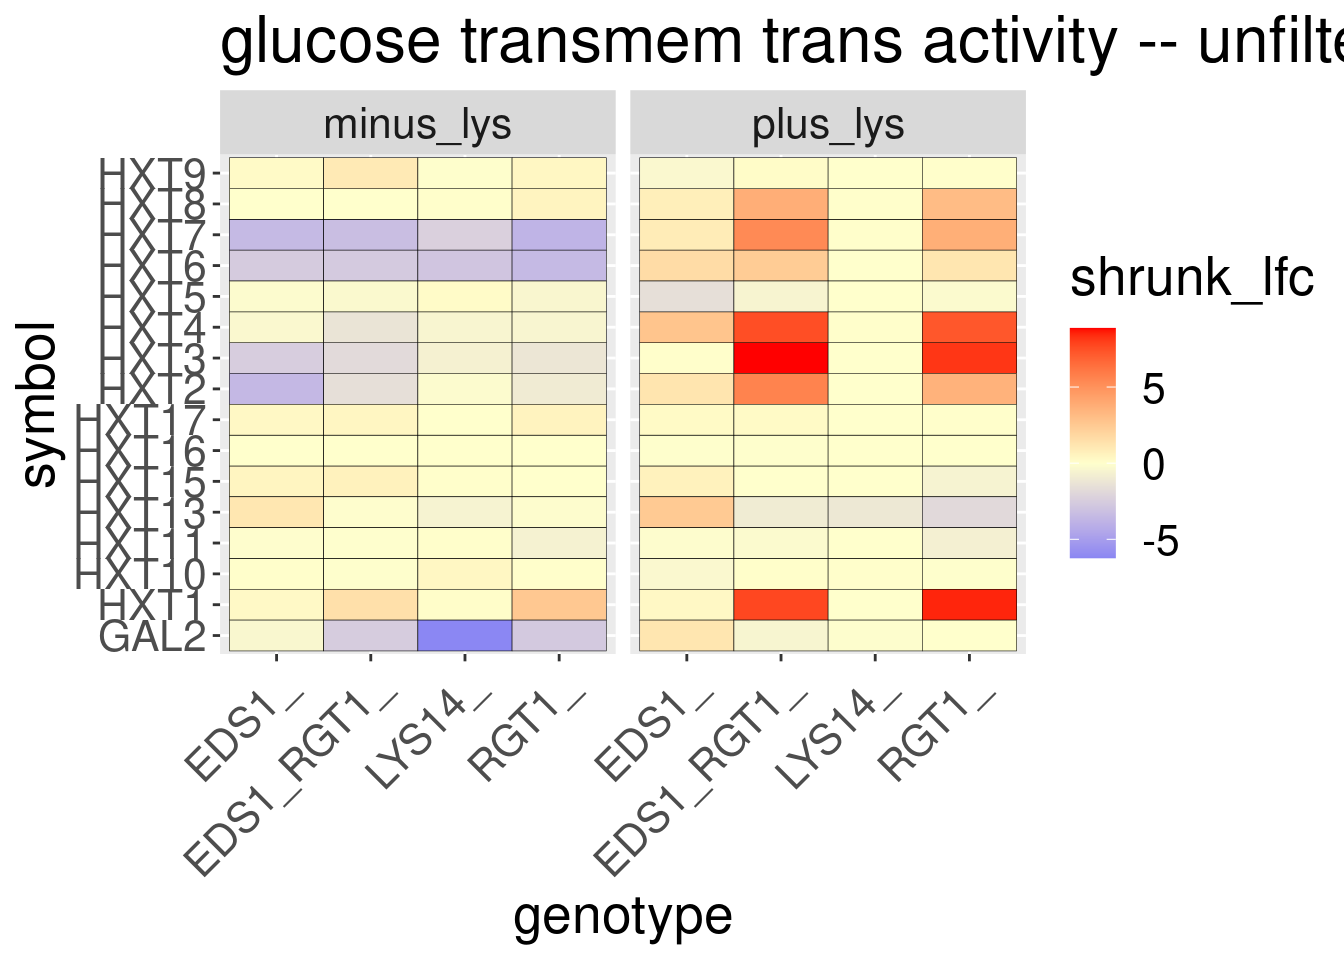 glucose transmem trans activity -- unfilte
minus_lys
plus_lys
symbol
HXT9
HXT8
HXT7
HXT6
HXT5
HXT4
HXT3
HXT2
HXT17
HXT16
HXT15
HXT13
HXT11
HXT10
HXT1
GAL2
EDS1_
EDS1_RGT1_
LYS14_
RGT1_
EDS1_
EDS1_RGT1_
LYS14_
RGT1_
genotype
shrunk_lfc
5
0
-5